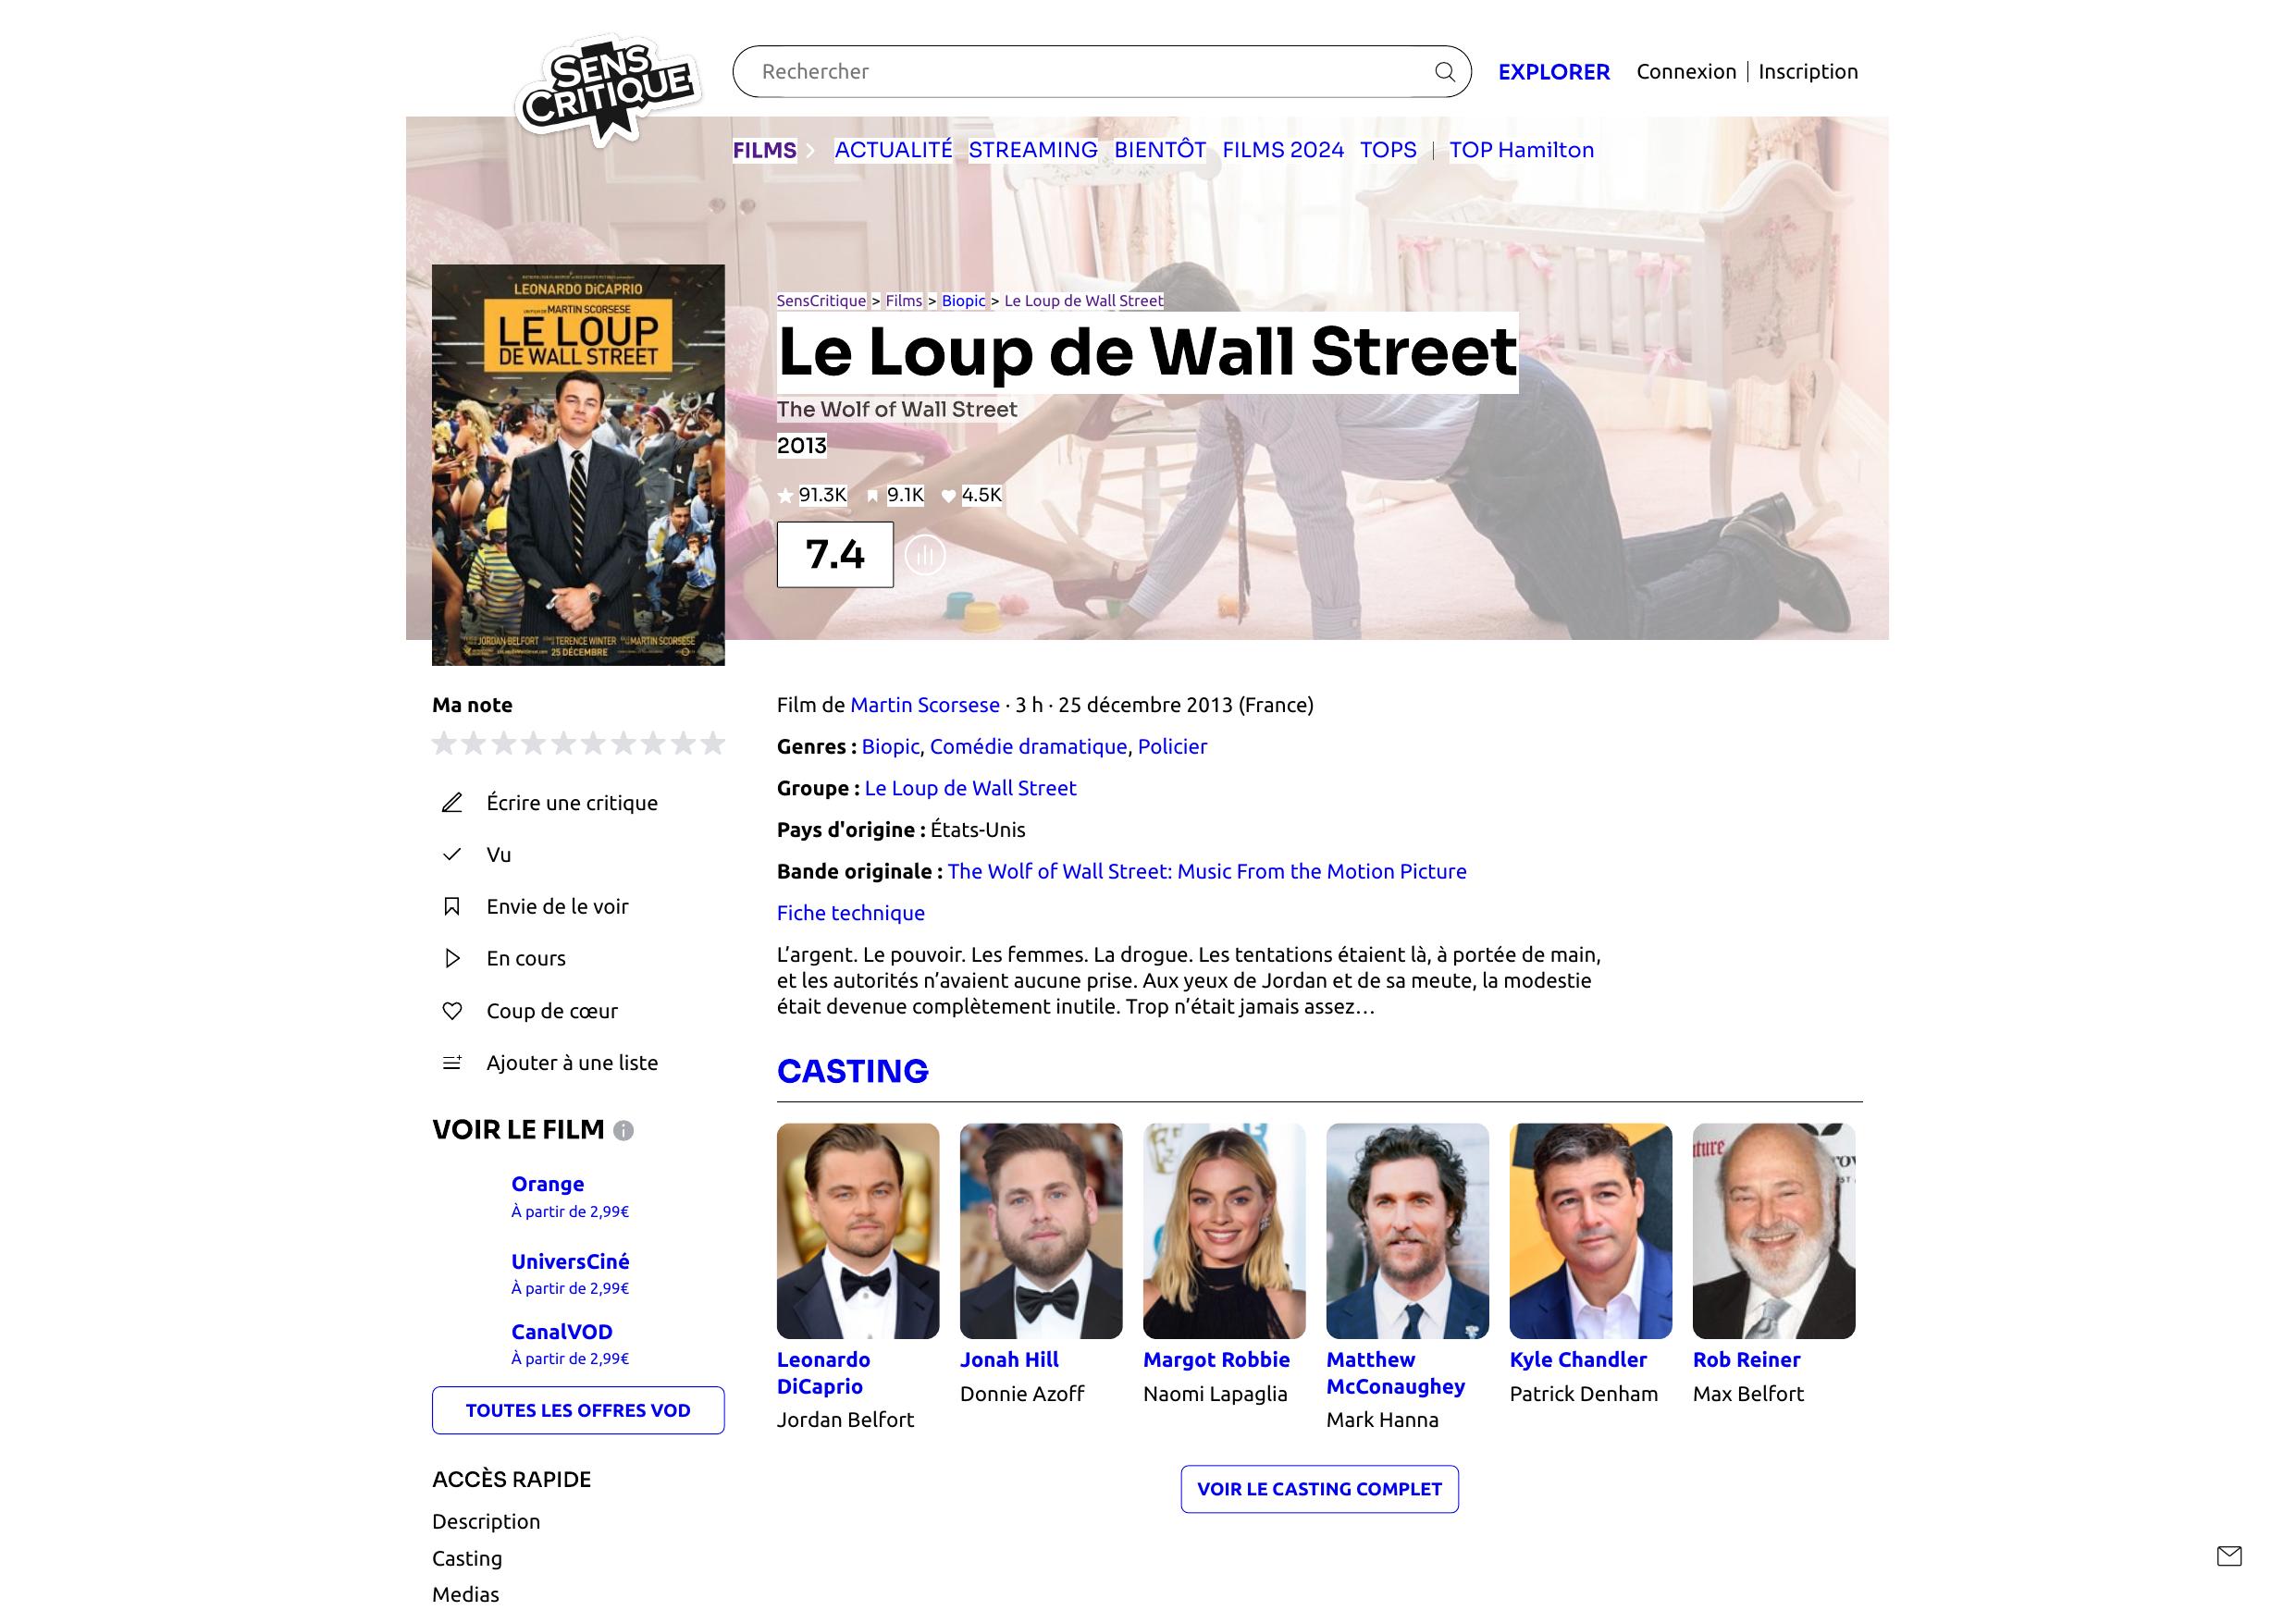 SENS
CRITIQUE
Rechercher
EXPLORER
Connexion | Inscription
FILMS
ACTUALITÉ STREAMING BIENTÔT FILMS 2024 TOPS | TOP Hamilton
LEONARDO DiCAPRIO
MARTIN SCORSESE
LE LOUP
DE WALL STREET
JORDAN BELFORT TERENCE WINTER MARTIN SCORSESE
25 DÉCEMBRE
SensCritique > Films > Biopic > Le Loup de Wall Street
Le Loup de Wall Street
The Wolf of Wall Street
2013
91.3K 9.1K 4.5K
7.4
Ma note
Écrire une critique
Vu
Envie de le voir
En cours
Coup de cœur
Ajouter à une liste
VOIR LE FILM
Orange
À partir de 2,99€
UniversCiné
À partir de 2,99€
CanalVOD
À partir de 2,99€
TOUTES LES OFFRES VOD
ACCÈS RAPIDE
Description
Casting
Medias
Film de Martin Scorsese · 3 h · 25 décembre 2013 (France)
Genres : Biopic, Comédie dramatique, Policier
Groupe : Le Loup de Wall Street
Pays d'origine : États-Unis
Bande originale : The Wolf of Wall Street: Music From the Motion Picture
Fiche technique
L’argent. Le pouvoir. Les femmes. La drogue. Les tentations étaient là, à portée de main,
et les autorités n’avaient aucune prise. Aux yeux de Jordan et de sa meute, la modestie
était devenue complètement inutile. Trop n’était jamais assez…
CASTING
Leonardo
DiCaprio
Jordan Belfort
Jonah Hill
Donnie Azoff
Margot Robbie
Naomi Lapaglia
Matthew
McConaughey
Mark Hanna
Kyle Chandler
Patrick Denham
Rob Reiner
Max Belfort
VOIR LE CASTING COMPLET